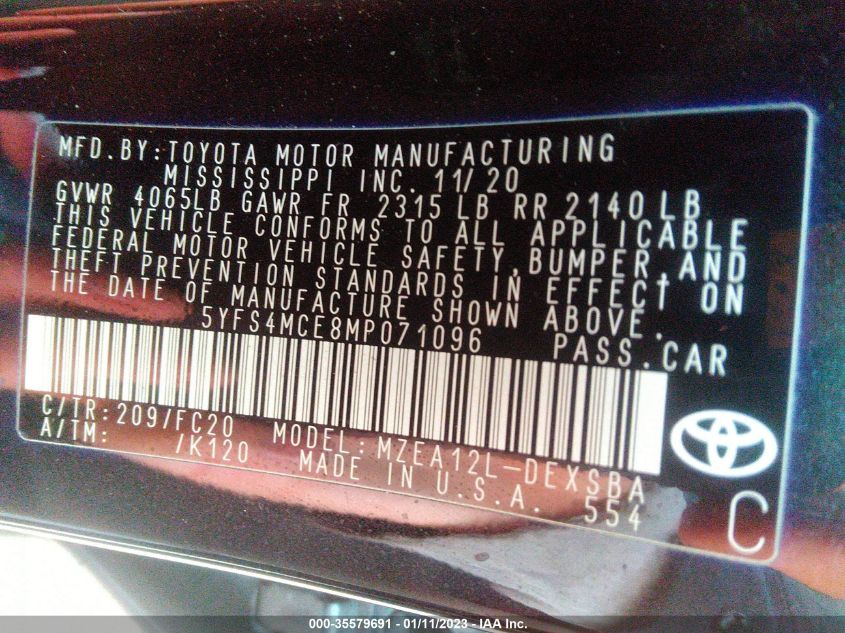 MFD.BY:TOYOTA MOTOR MANUFACTURING
MISSISSIPPI INC. 11/20
GVWR 4065LB GAWR FR 2315 LB RR 2140 LB
THIS VEHICLE CONFORMS TO ALL APPLICABLE
FEDERAL MOTOR VEHICLE SAFETY,BUMPER,AND
THEFT PREVENTION STANDARDS IN EFFECT ON
THE DATE OF MANUFACTURE SHOWN ABOVE.
5YFS4MCE8MP071096 PASS.CAR
C/TR:209/FC20 MODEL:MZEA12L-DEXSBA
A/TM: /K120 MADE IN U.S.A. 554
C
000-35579691 - 01/11/2023 - IAA Inc.